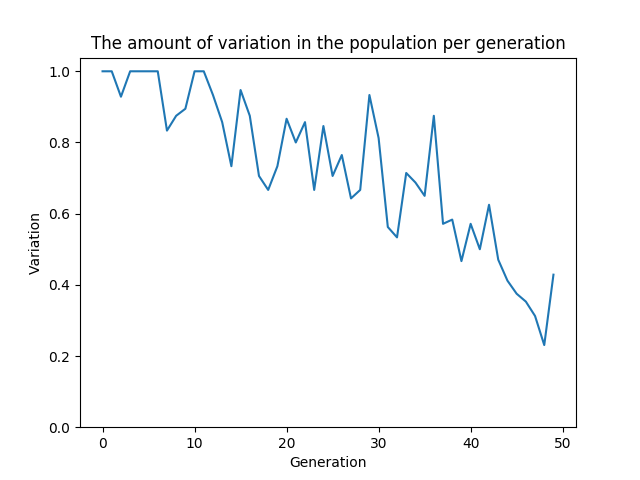 The amount of variation in the population per generation
1.0
0.8
0.6
0.4
0.2
0.0
Variation
0 10 20 30 40 50
Generation